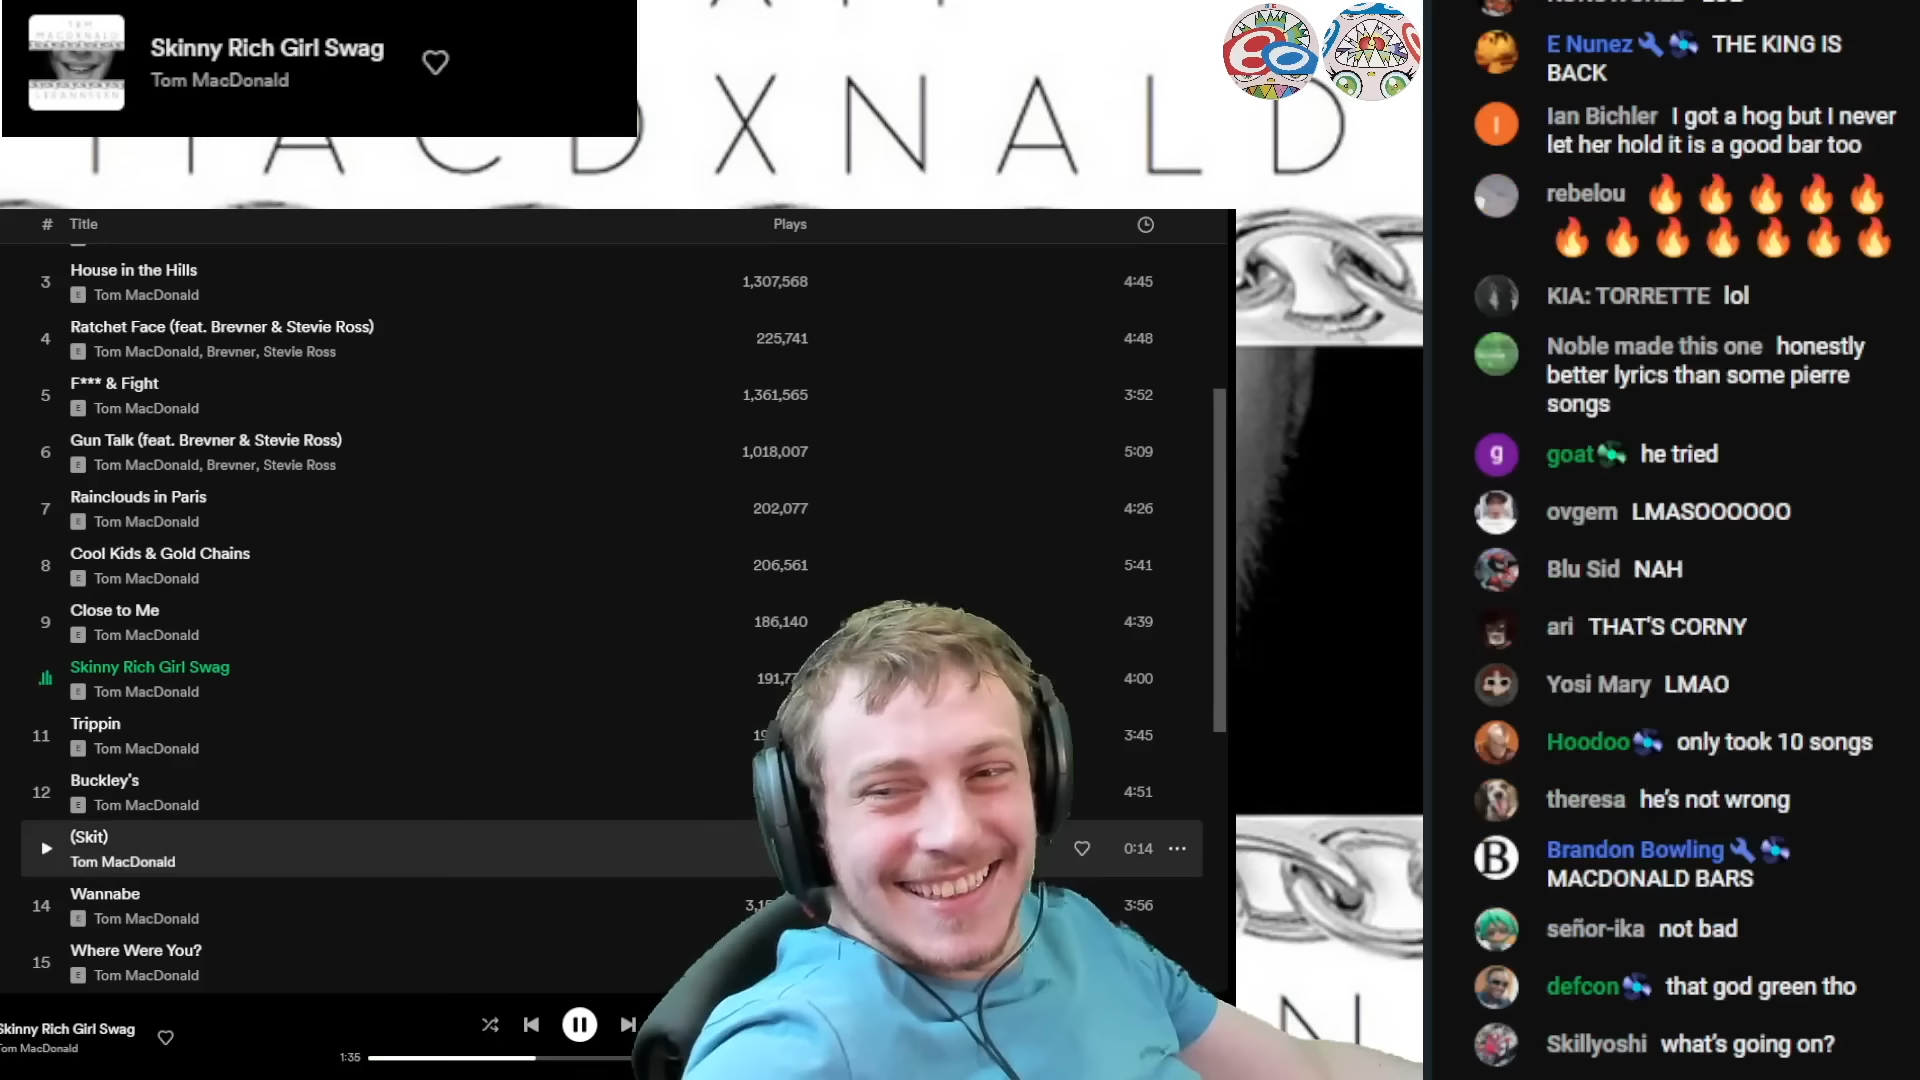 Skinny Rich Girl Swag
Tom MacDonald
MACDXNALD
# Title Plays
3 House in the Hills 1,307,568 4:45
E Tom MacDonald
4 Ratchet Face (feat. Brevner & Stevie Ross) 225,741 4:48
E Tom MacDonald, Brevner, Stevie Ross
5 F*** & Fight 1,361,565 3:52
E Tom MacDonald
6 Gun Talk (feat. Brevner & Stevie Ross) 1,018,007 5:09
E Tom MacDonald, Brevner, Stevie Ross
7 Rainclouds in Paris 202,077 4:26
E Tom MacDonald
8 Cool Kids & Gold Chains 206,561 5:41
E Tom MacDonald
9 Close to Me 186,140 4:39
E Tom MacDonald
Skinny Rich Girl Swag 4:00
E Tom MacDonald
11 Trippin 3:45
E Tom MacDonald
12 Buckley's 4:51
E Tom MacDonald
(Skit) 0:14
Tom MacDonald
14 Wannabe 3:56
E Tom MacDonald
15 Where Were You?
E Tom MacDonald
Skinny Rich Girl Swag
Tom MacDonald
1:35
E Nunez THE KING IS
BACK
I Ian Bichler I got a hog but I never
let her hold it is a good bar too
rebelou
KIA: TORRETTE lol
Noble made this one honestly
better lyrics than some pierre
songs
g goat he tried
ovgem LMASOOOOOO
Blu Sid NAH
ari THAT'S CORNY
Yosi Mary LMAO
Hoodoo only took 10 songs
theresa he's not wrong
B Brandon Bowling
MACDONALD BARS
señor-ika not bad
defcon that god green tho
Skillyoshi what's going on?